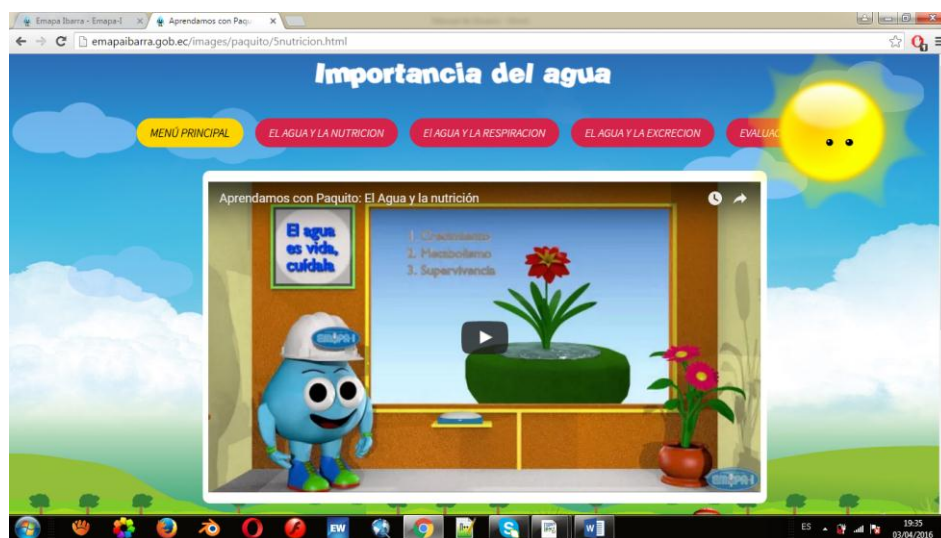 Emapa Ibarra - Emapa-I
Aprendamos con Paqu
emapaibarra.gob.ec/images/paquito/5nutricion.html
Importancia del agua
MENÚ PRINCIPAL
EL AGUA Y LA NUTRICION
El AGUA Y LA RESPIRACION
EL AGUA Y LA EXCRECION
EVALUAC
Aprendamos con Paquito: El Agua y la nutrición
El agua
es vida,
cuídala
1. Crecimiento
2. Metabolismo
3. Supervivencia
EMAPA-I
EMAPA-I
EW
W
ES
19:35
03/04/2016